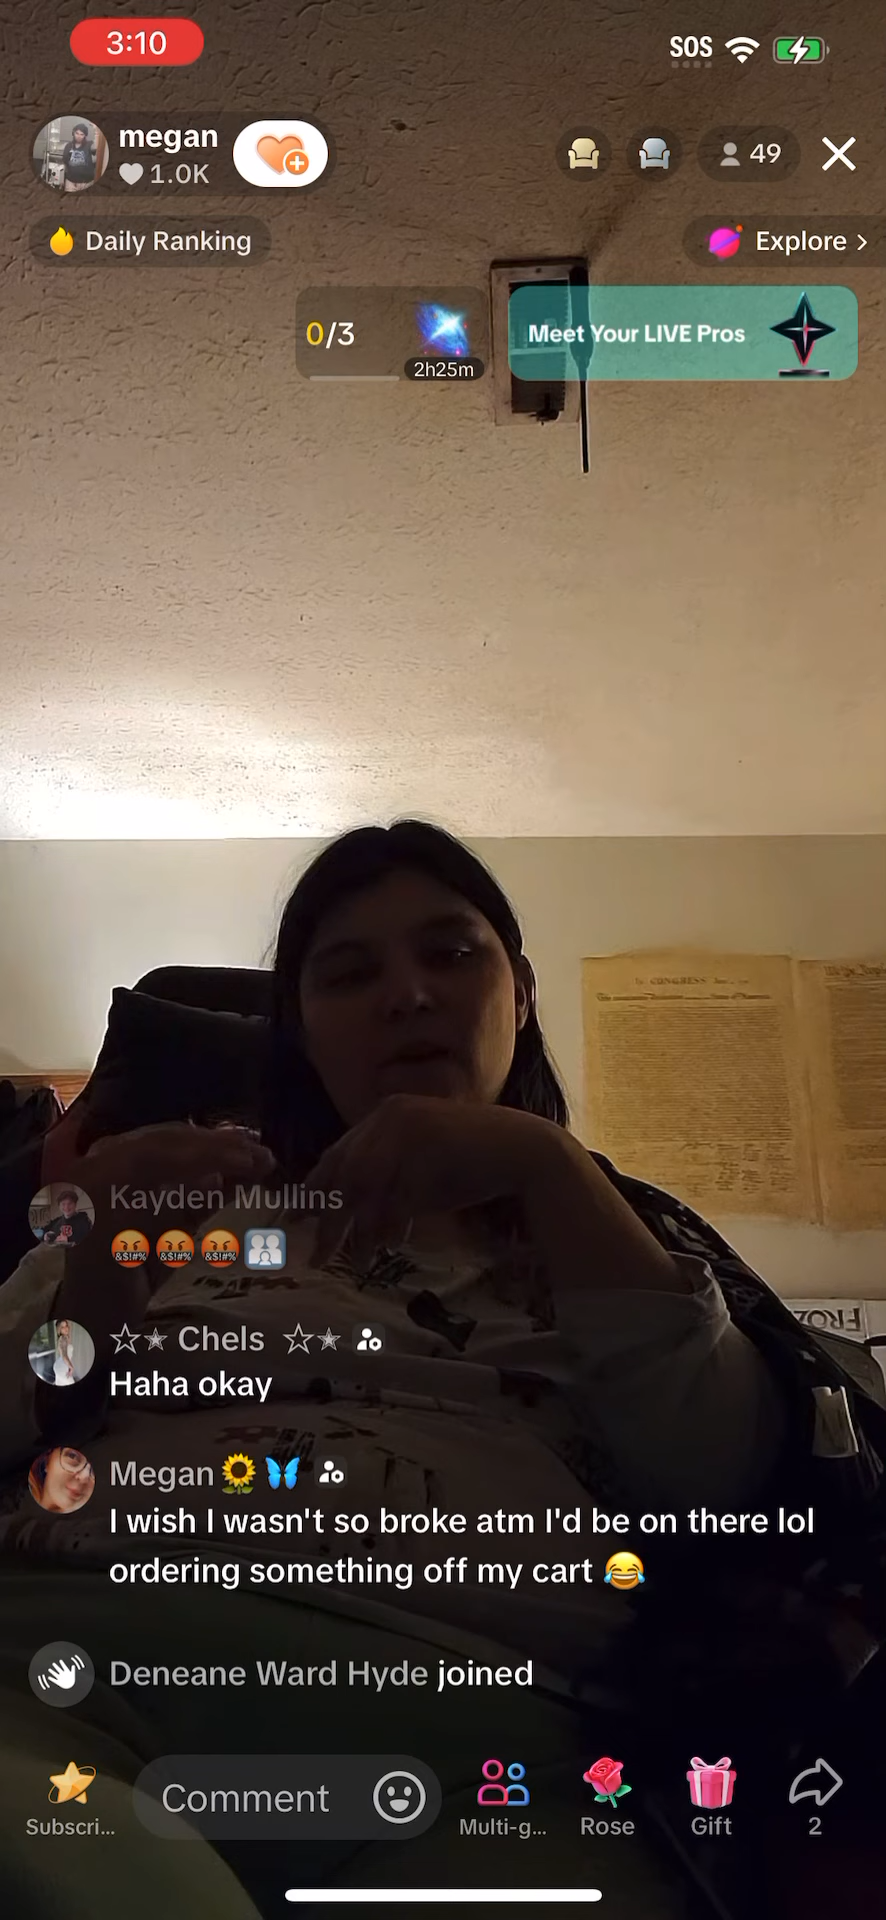 3:10
SOS
megan
1.0K
49
Daily Ranking
Explore >
0/3
2h25m
Meet Your LIVE Pros
CONGRESS
Kayden Mullins
&$!#% &$!#% &$!#%
FROZ
☆✭ Chels ☆✭
Haha okay
Megan🌻🦋
I wish I wasn't so broke atm I'd be on there lol
ordering something off my cart 😂
Deneane Ward Hyde joined
Comment
Subscri...
Multi-g...
Rose
Gift
2